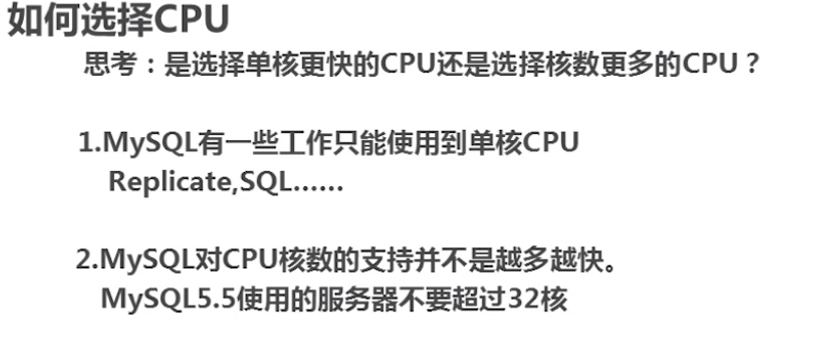 如何选择CPU
思考：是选择单核更快的CPU还是选择核数更多的CPU？
1.MySQL有一些工作只能使用到单核CPU
Replicate,SQL......
2.MySQL对CPU核数的支持并不是越多越快。
MySQL5.5使用的服务器不要超过32核